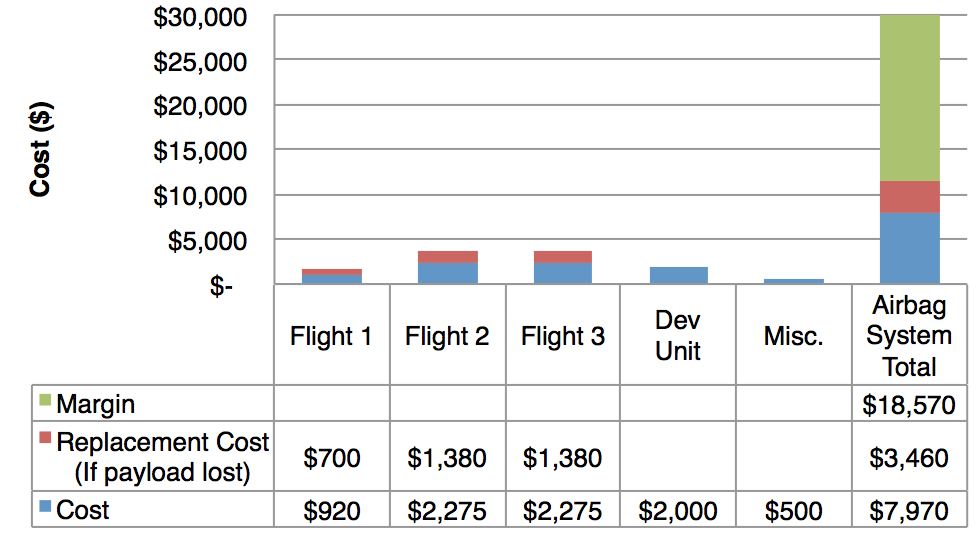 $30,000
$25,000
$20,000
$15,000
$10,000
$5,000
$-
Cost ($)
Flight 1
Flight 2
Flight 3
Dev
Unit
Misc.
Airbag
System
Total
Margin
$18,570
Replacement Cost
(If payload lost)
$700
$1,380
$1,380
$3,460
Cost
$920
$2,275
$2,275
$2,000
$500
$7,970